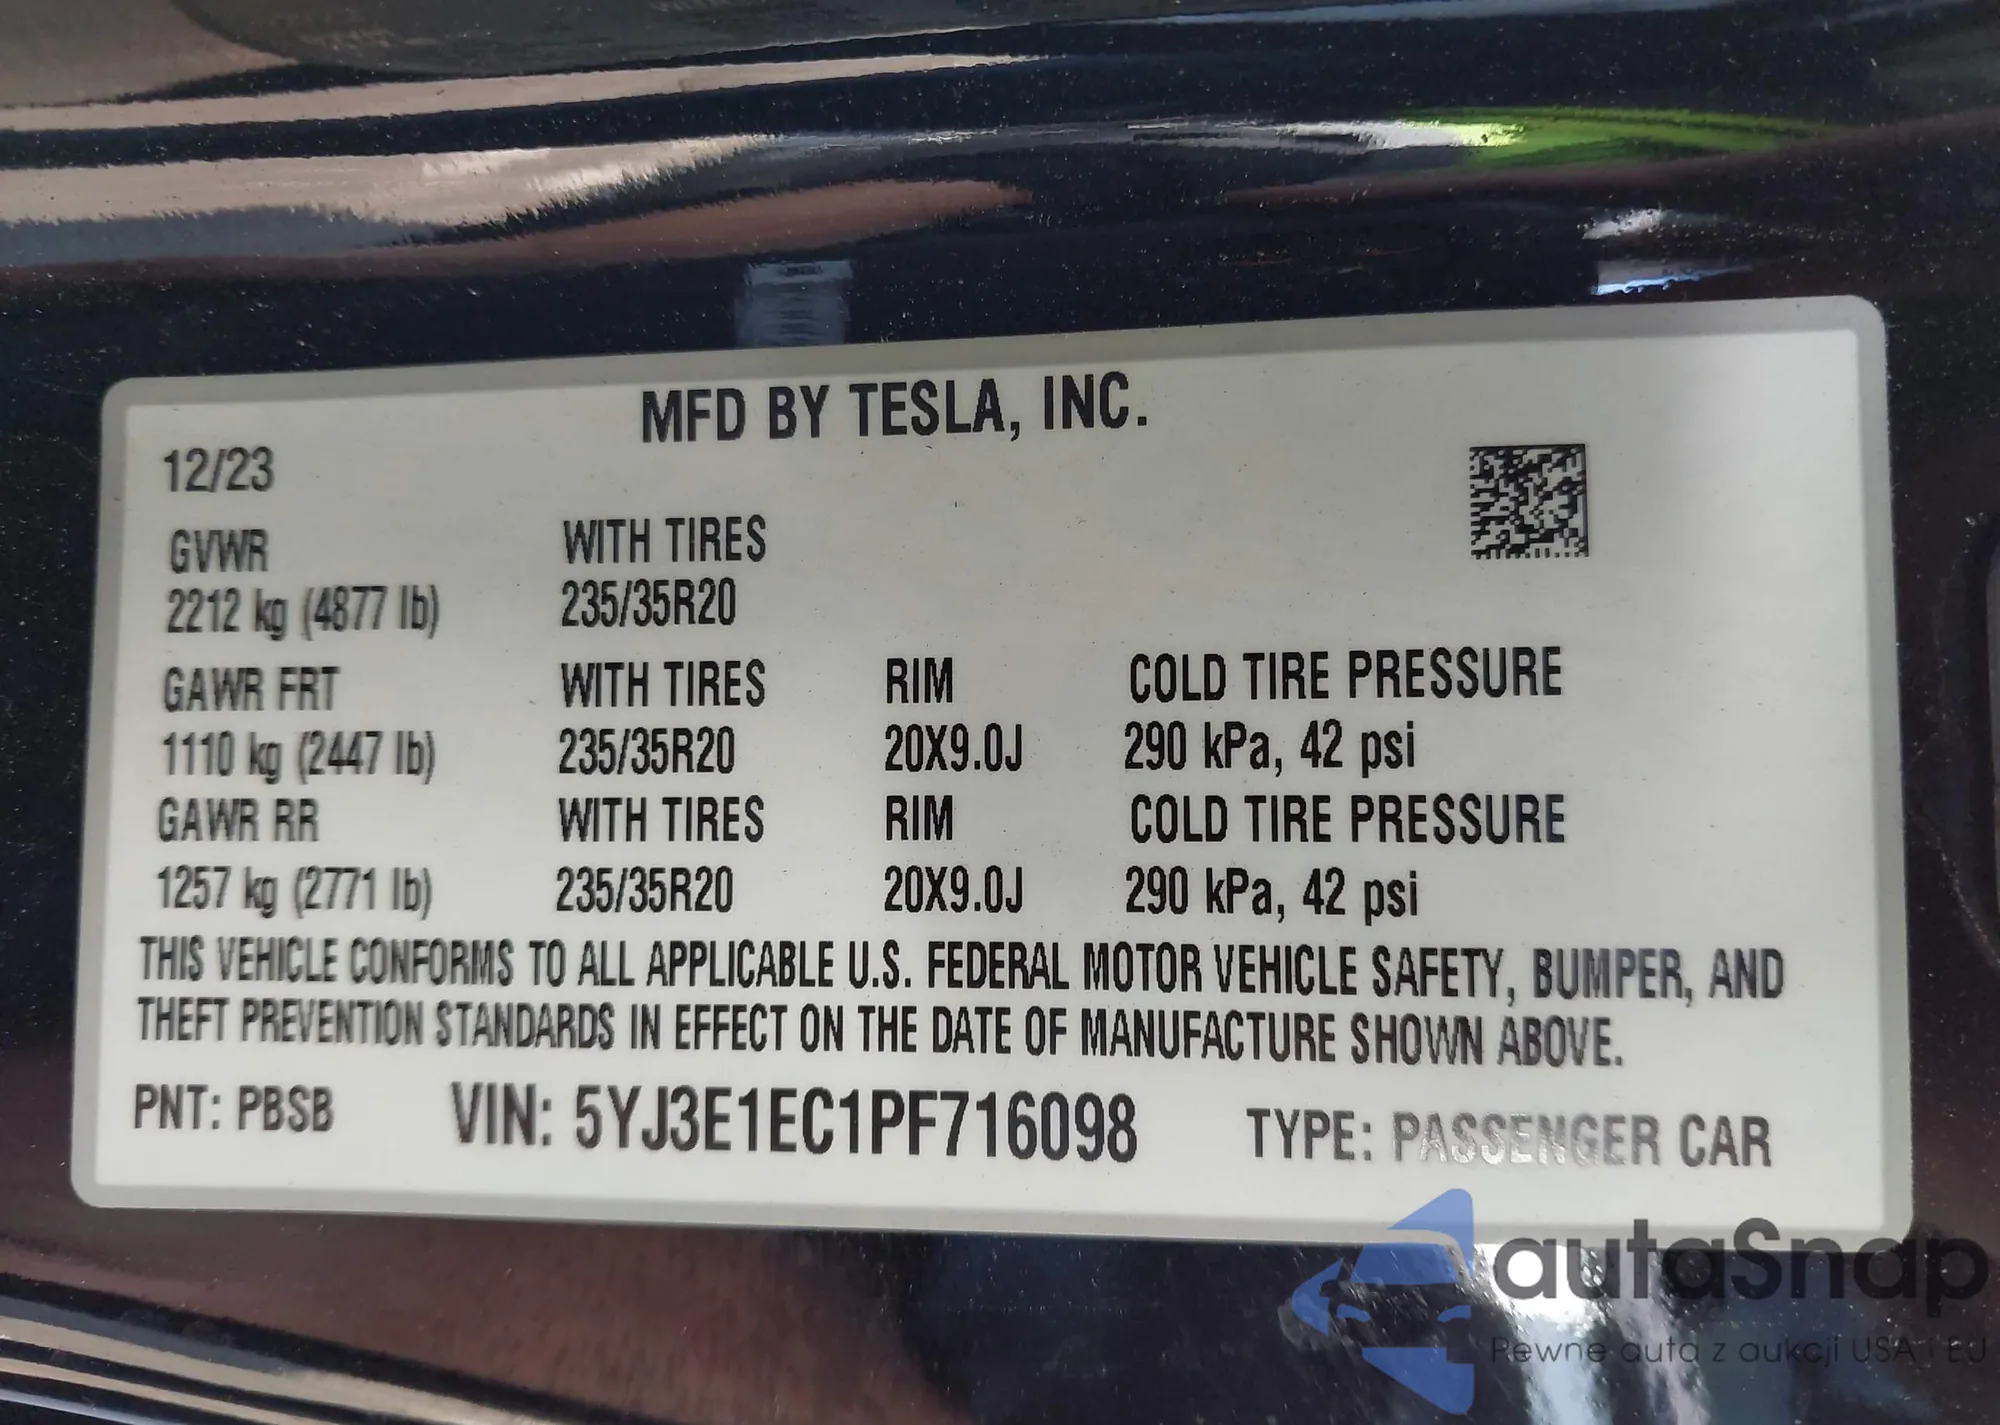 MFD BY TESLA, INC.
12/23
GVWR WITH TIRES
2212 kg (4877 lb) 235/35R20
GAWR FRT WITH TIRES RIM COLD TIRE PRESSURE
1110 kg (2447 lb) 235/35R20 20X9.0J 290 kPa, 42 psi
GAWR RR WITH TIRES RIM COLD TIRE PRESSURE
1257 kg (2771 lb) 235/35R20 20X9.0J 290 kPa, 42 psi
THIS VEHICLE CONFORMS TO ALL APPLICABLE U.S. FEDERAL MOTOR VEHICLE SAFETY, BUMPER, AND
THEFT PREVENTION STANDARDS IN EFFECT ON THE DATE OF MANUFACTURE SHOWN ABOVE.
PNT: PBSB VIN: 5YJ3E1EC1PF716098 TYPE: PASSENGER CAR
autaSnap
Pewne auta z aukcji USA i EU